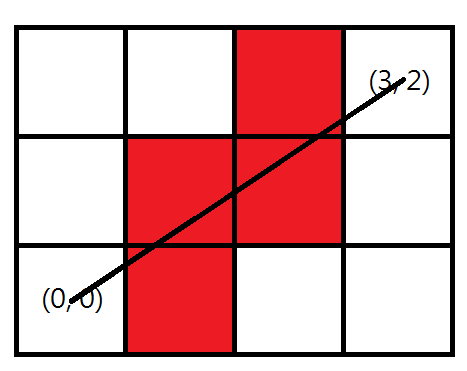 (3, 2)
(0, 0)